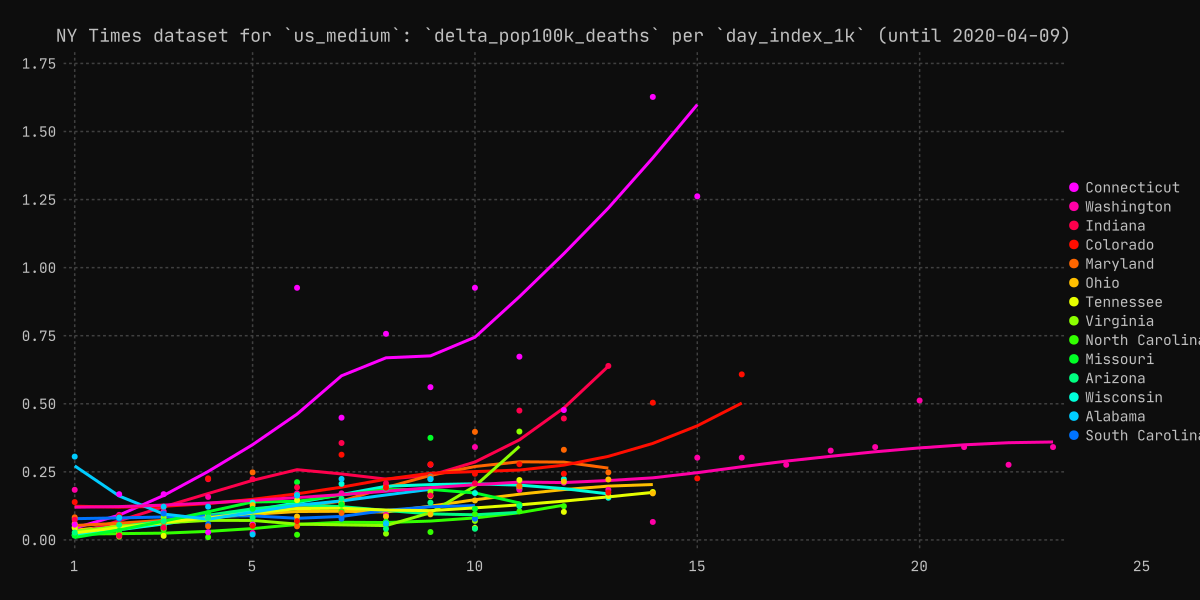 NY Times dataset for `us_medium`: `delta_pop100k_deaths` per `day_index_1k` (until 2020-04-09)
1.75
1.50
1.25
1.00
0.75
0.50
0.25
0.00
1 5 10 15 20 25
Connecticut
Washington
Indiana
Colorado
Maryland
Ohio
Tennessee
Virginia
North Carolina
Missouri
Arizona
Wisconsin
Alabama
South Carolina